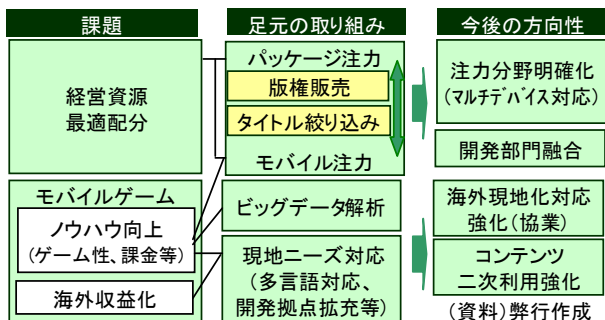 課題
足元の取り組み
今後の方向性
経営資源
最適配分
パッケージ注力
版権販売
タイトル絞り込み
モバイル注力
注力分野明確化
(ﾏﾙﾁﾃﾞﾊﾞｲｽ対応)
開発部門融合
モバイルゲーム
ノウハウ向上
(ゲーム性、課金等)
海外収益化
ビッグデータ解析
現地ニーズ対応
(多言語対応、
開発拠点拡充等)
海外現地化対応
強化(協業)
コンテンツ
二次利用強化
(資料)弊行作成